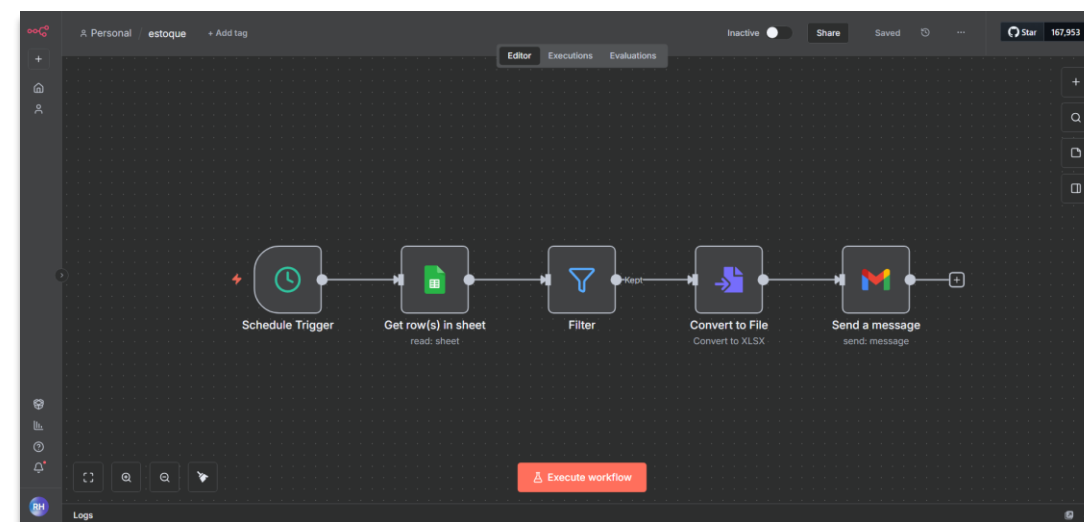 Personal / estoque + Add tag Inactive Share Saved ... Star 167,953
Editor Executions Evaluations
Kept
Schedule Trigger Get row(s) in sheet Filter Convert to File Send a message
read: sheet Convert to XLSX send: message
Execute workflow
RH
Logs